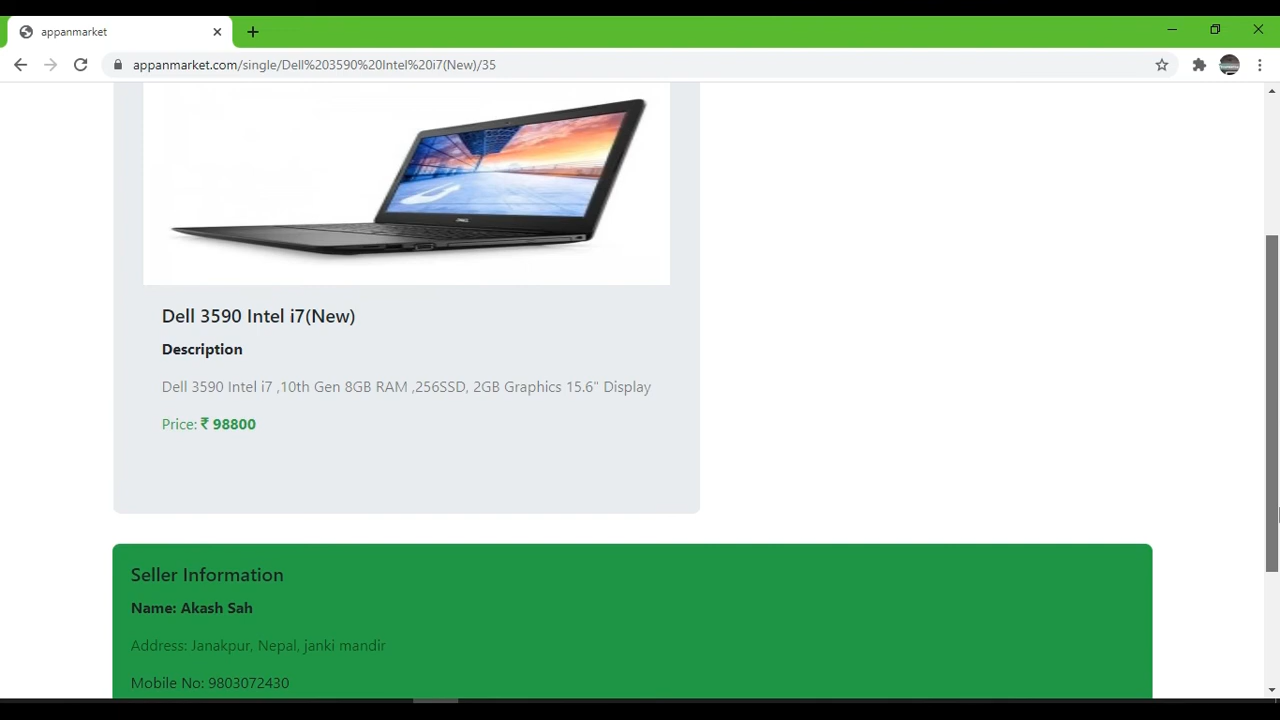 appanmarket
appanmarket.com/single/Dell%203590%20Intel%20i7(New)/35
DELL
Dell 3590 Intel i7(New)
Description
Dell 3590 Intel i7 ,10th Gen 8GB RAM ,256SSD, 2GB Graphics 15.6" Display
Price: ₹ 98800
Seller Information
Name: Akash Sah
Address: Janakpur, Nepal, janki mandir
Mobile No: 9803072430